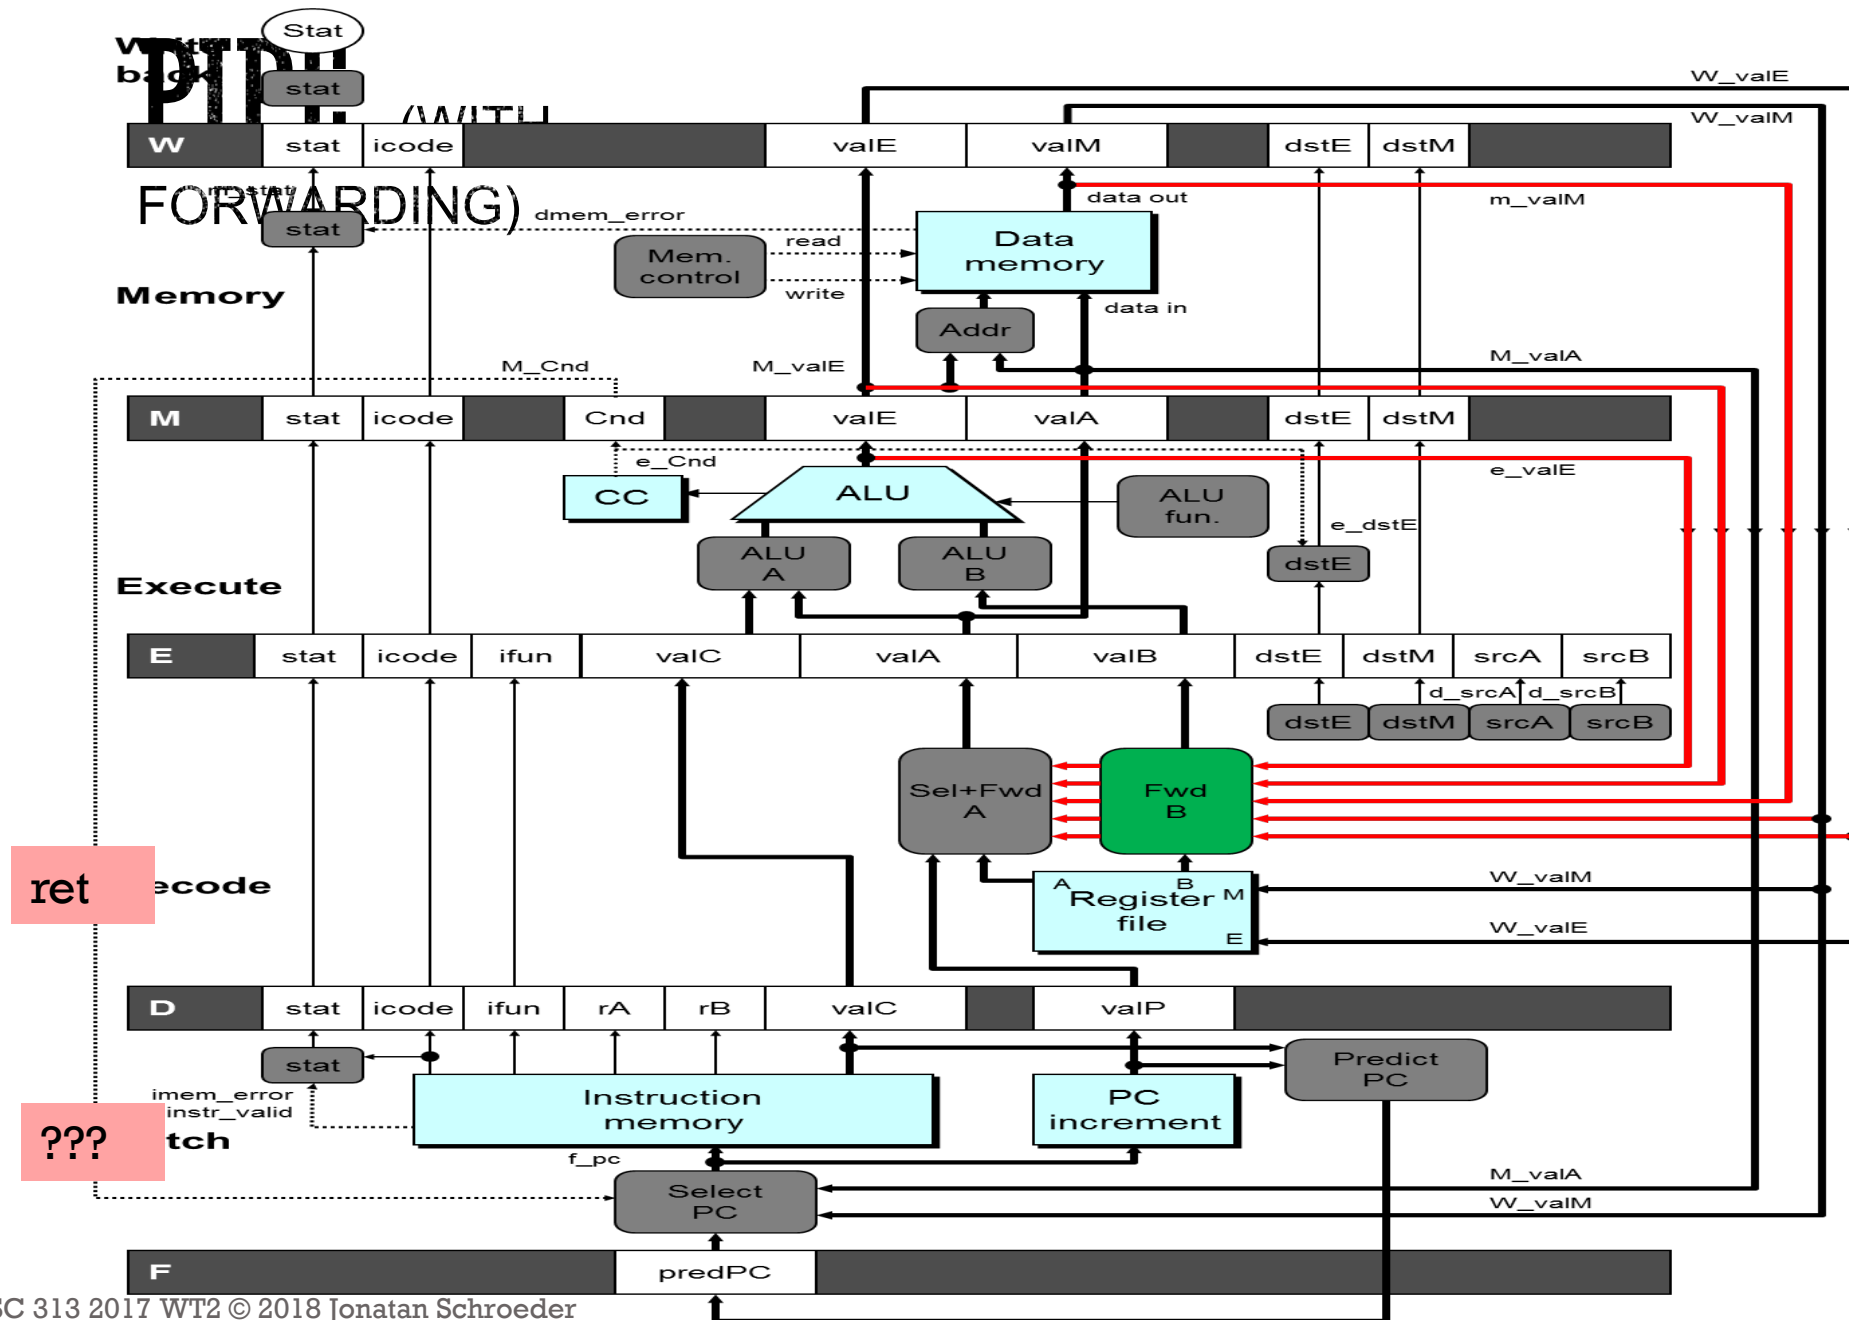 Stat
Write
back
PIPE (WITH
FORWARDING)
stat
W_valE
W_valM
W stat icode valE valM dstE dstM
data out
m_valM
dmem_error
stat
Mem.
control
read
write
Data
memory
data in
Memory
Addr
M_Cnd
M_valE
M_valA
M stat icode Cnd valE valA dstE dstM
e_Cnd
e_valE
CC
ALU
ALU
fun.
e_dstE
ALU
A
ALU
B
dstE
Execute
E stat icode ifun valC valA valB dstE dstM srcA srcB
d_srcA d_srcB
dstE dstM srcA srcB
Sel+Fwd
A
Fwd
B
ret
ecode
A B M
Register
file
E
W_valM
W_valE
D stat icode ifun rA rB valC valP
stat
Predict
PC
imem_error
instr_valid
Instruction
memory
PC
increment
???
tch
f_pc
Select
PC
M_valA
W_valM
F predPC
SC 313 2017 WT2 © 2018 Jonatan Schroeder